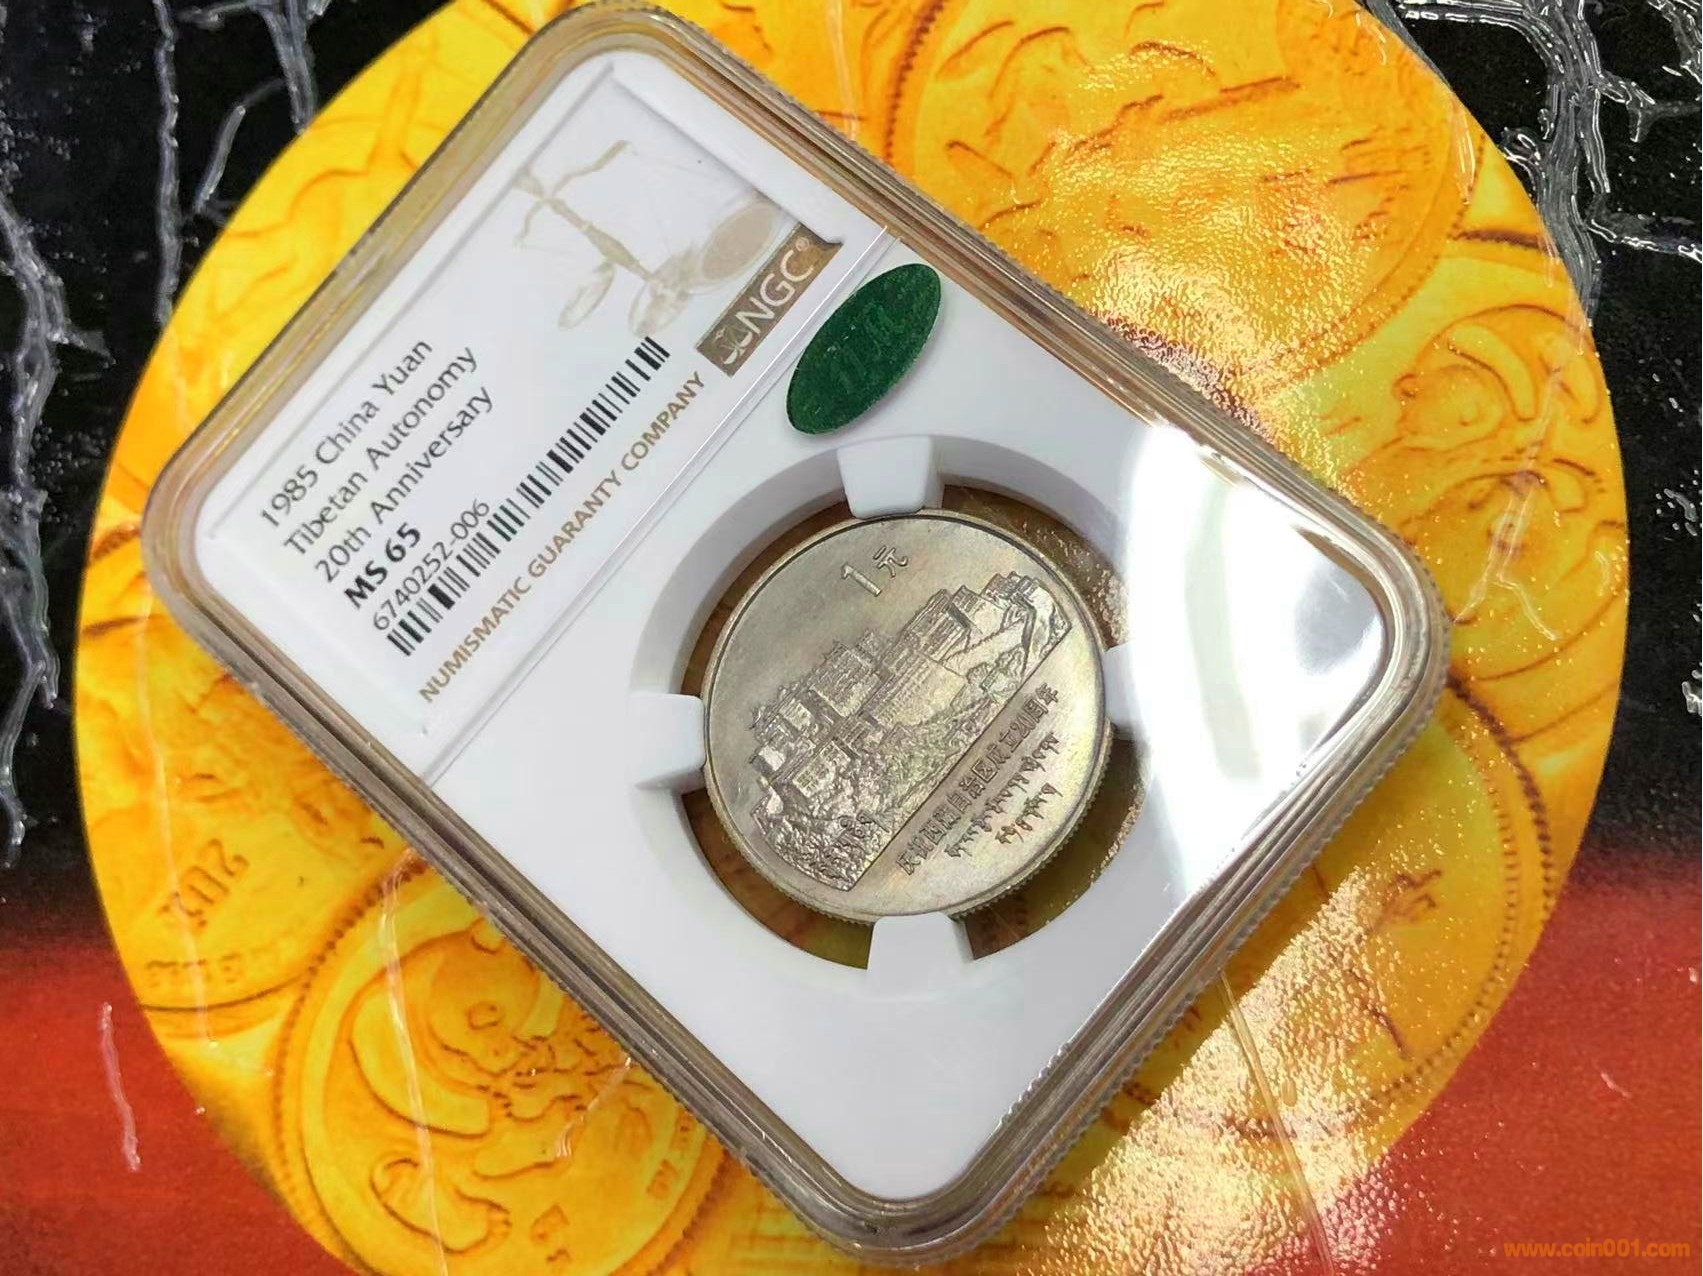 1985 China Yuan
Tibetan Autonomy
20th Anniversary
MS 65
6740252-006
NGC®
NUMISMATIC GUARANTY COMPANY
1元
庆祝西藏自治区成立20周年
www.coin001.com